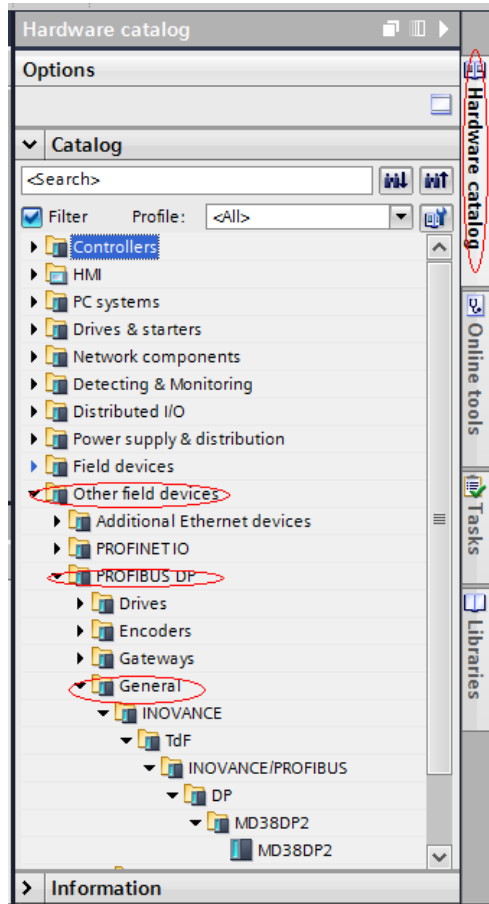 Hardware catalog
Options
Catalog
<Search>
Filter Profile: <All>
Controllers
HMI
PC systems
Drives & starters
Network components
Detecting & Monitoring
Distributed I/O
Power supply & distribution
Field devices
Other field devices
Additional Ethernet devices
PROFINET IO
PROFIBUS DP
Drives
Encoders
Gateways
General
INOVANCE
TdF
INOVANCE/PROFIBUS
DP
MD38DP2
MD38DP2
Information
Hardware catalog
Online tools
Tasks
Libraries